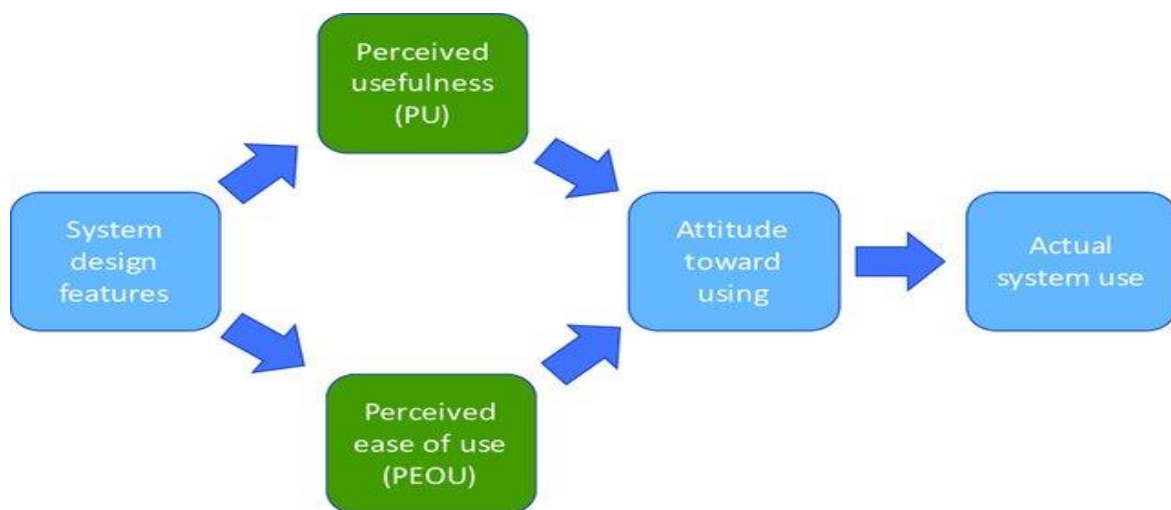 Perceived
usefulness
(PU)
System
design
features
Attitude
toward
using
Actual
system use
Perceived
ease of use
(PEOU)